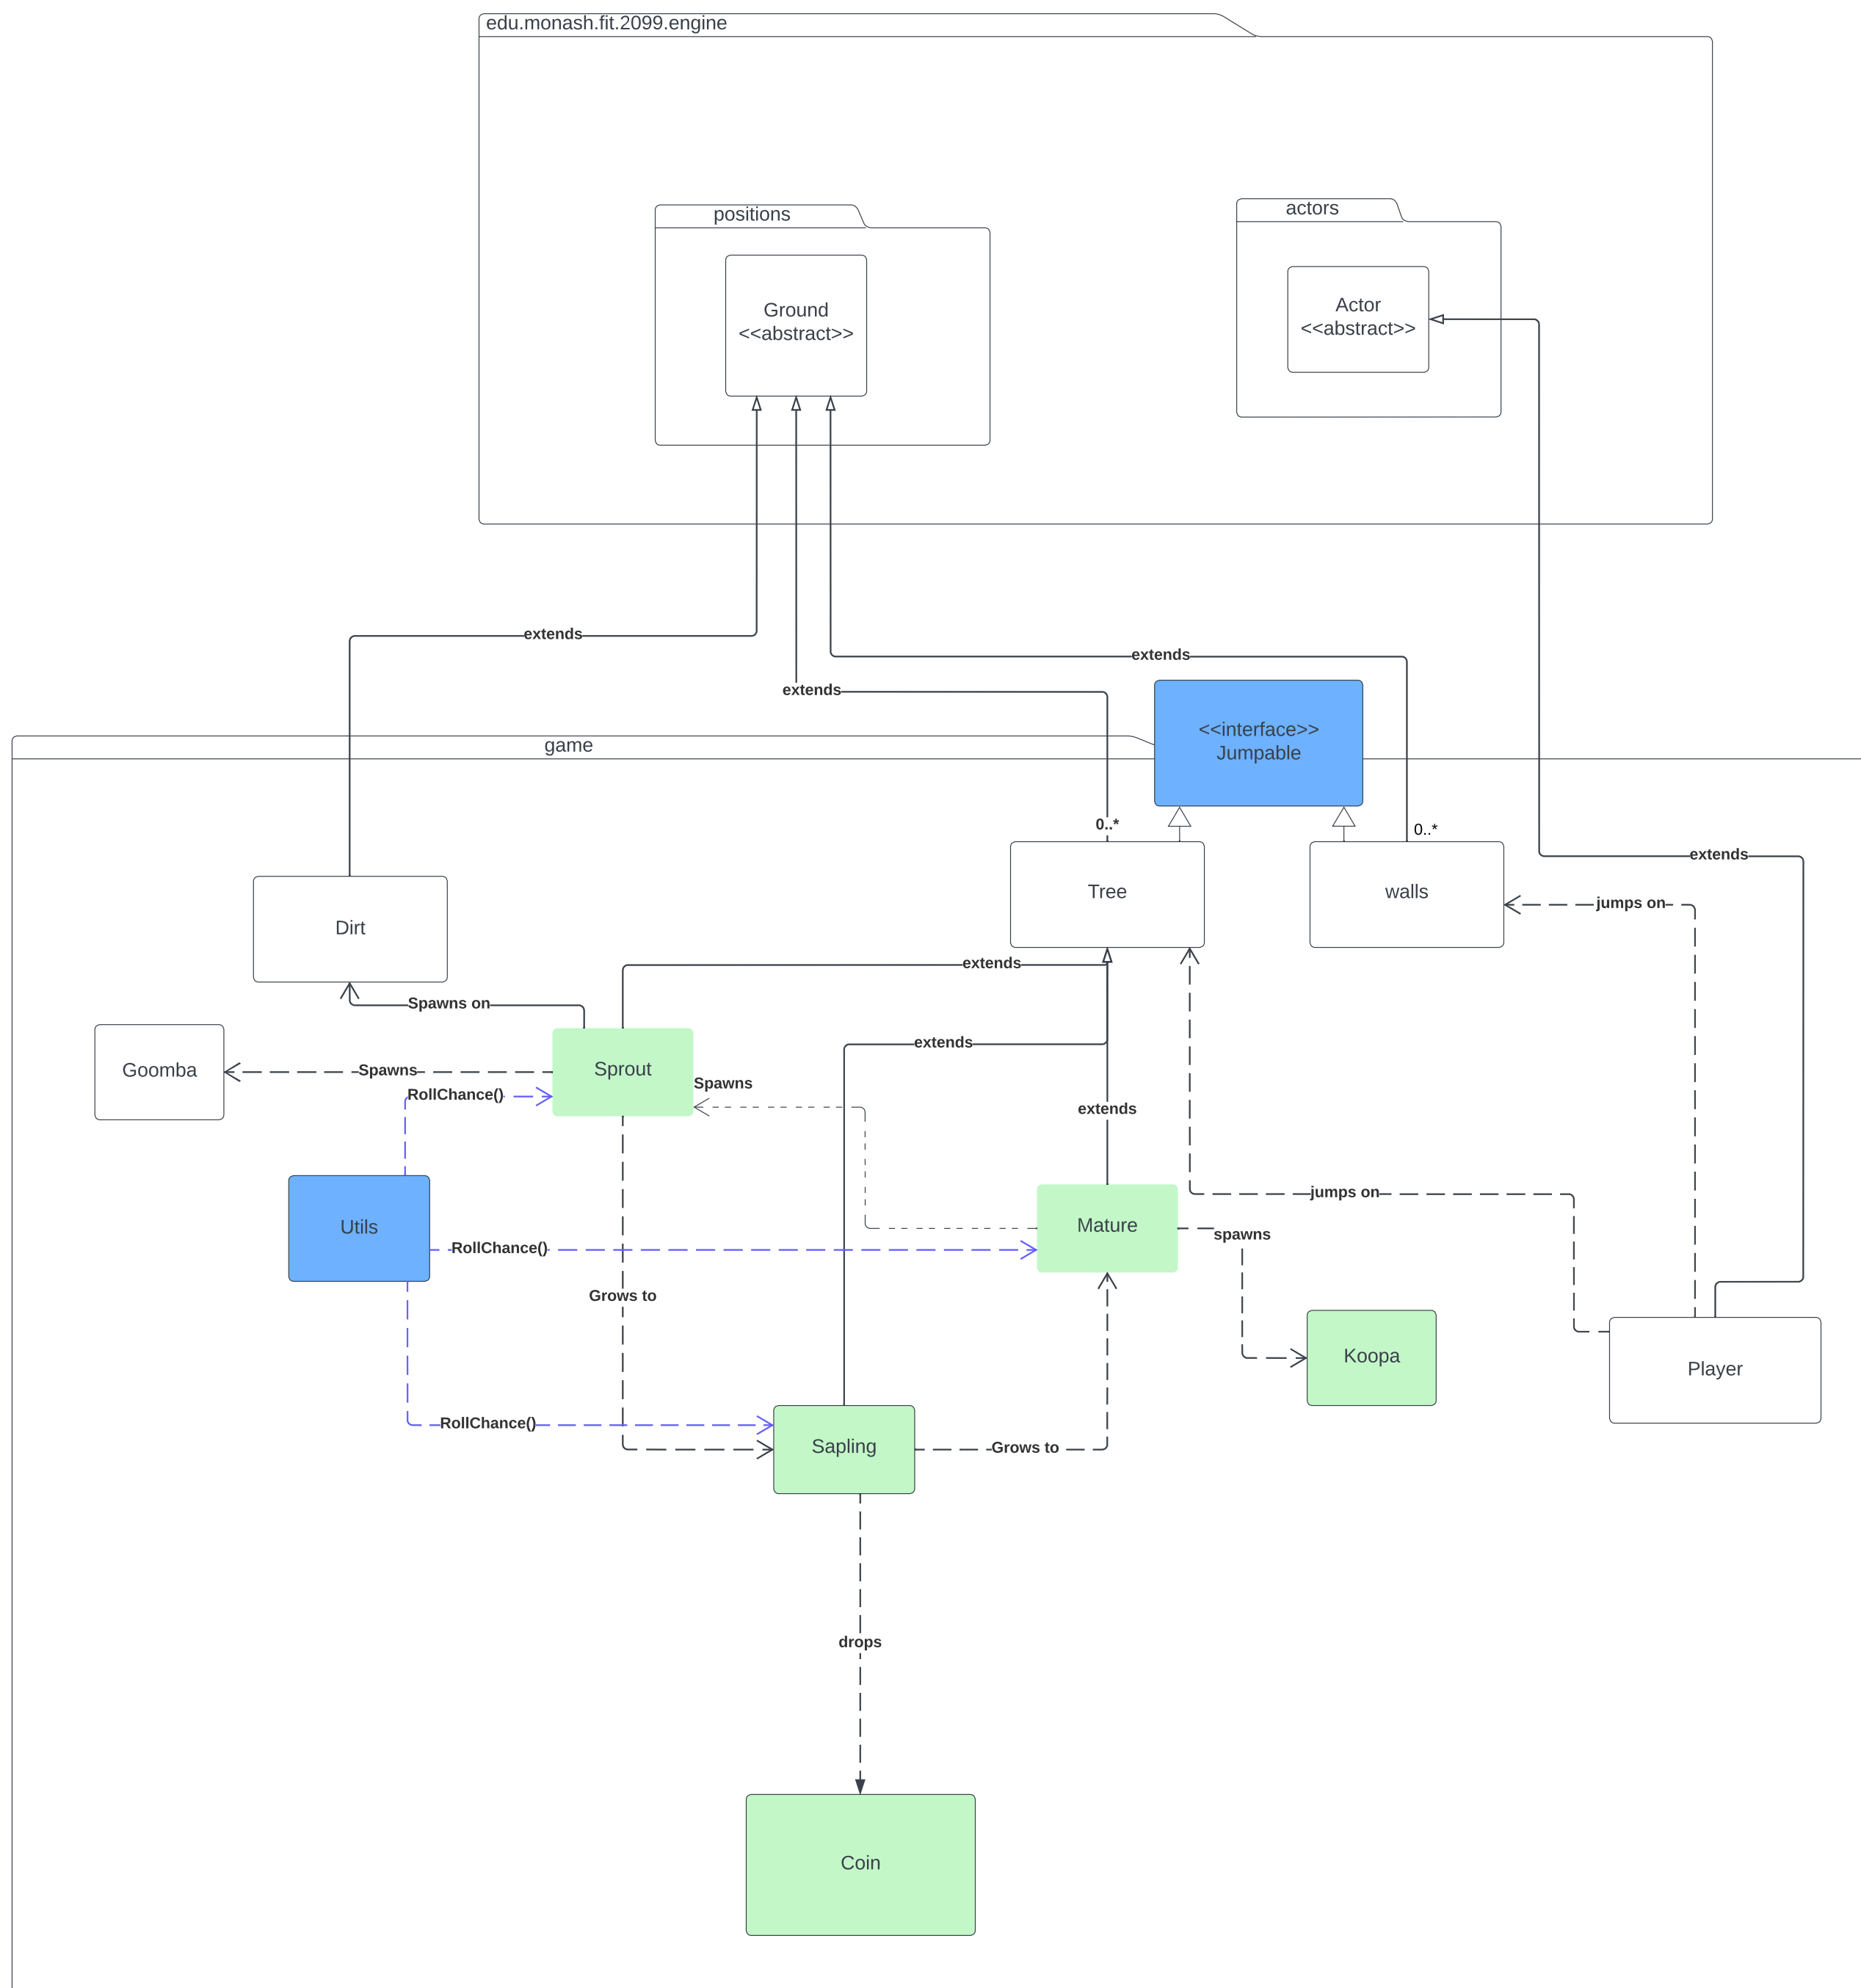 edu.monash.fit.2099.engine
positions
actors
Ground
<<abstract>>
Actor
<<abstract>>
extends
extends
extends
<<interface>>
Jumpable
game
0..*
0..*
extends
Tree
walls
jumps on
Dirt
extends
Spawns on
extends
Goomba
Spawns
Sprout
Spawns
RollChance()
extends
jumps on
Utils
Mature
spawns
RollChance()
Grows to
Koopa
Player
RollChance()
Sapling
Grows to
drops
Coin